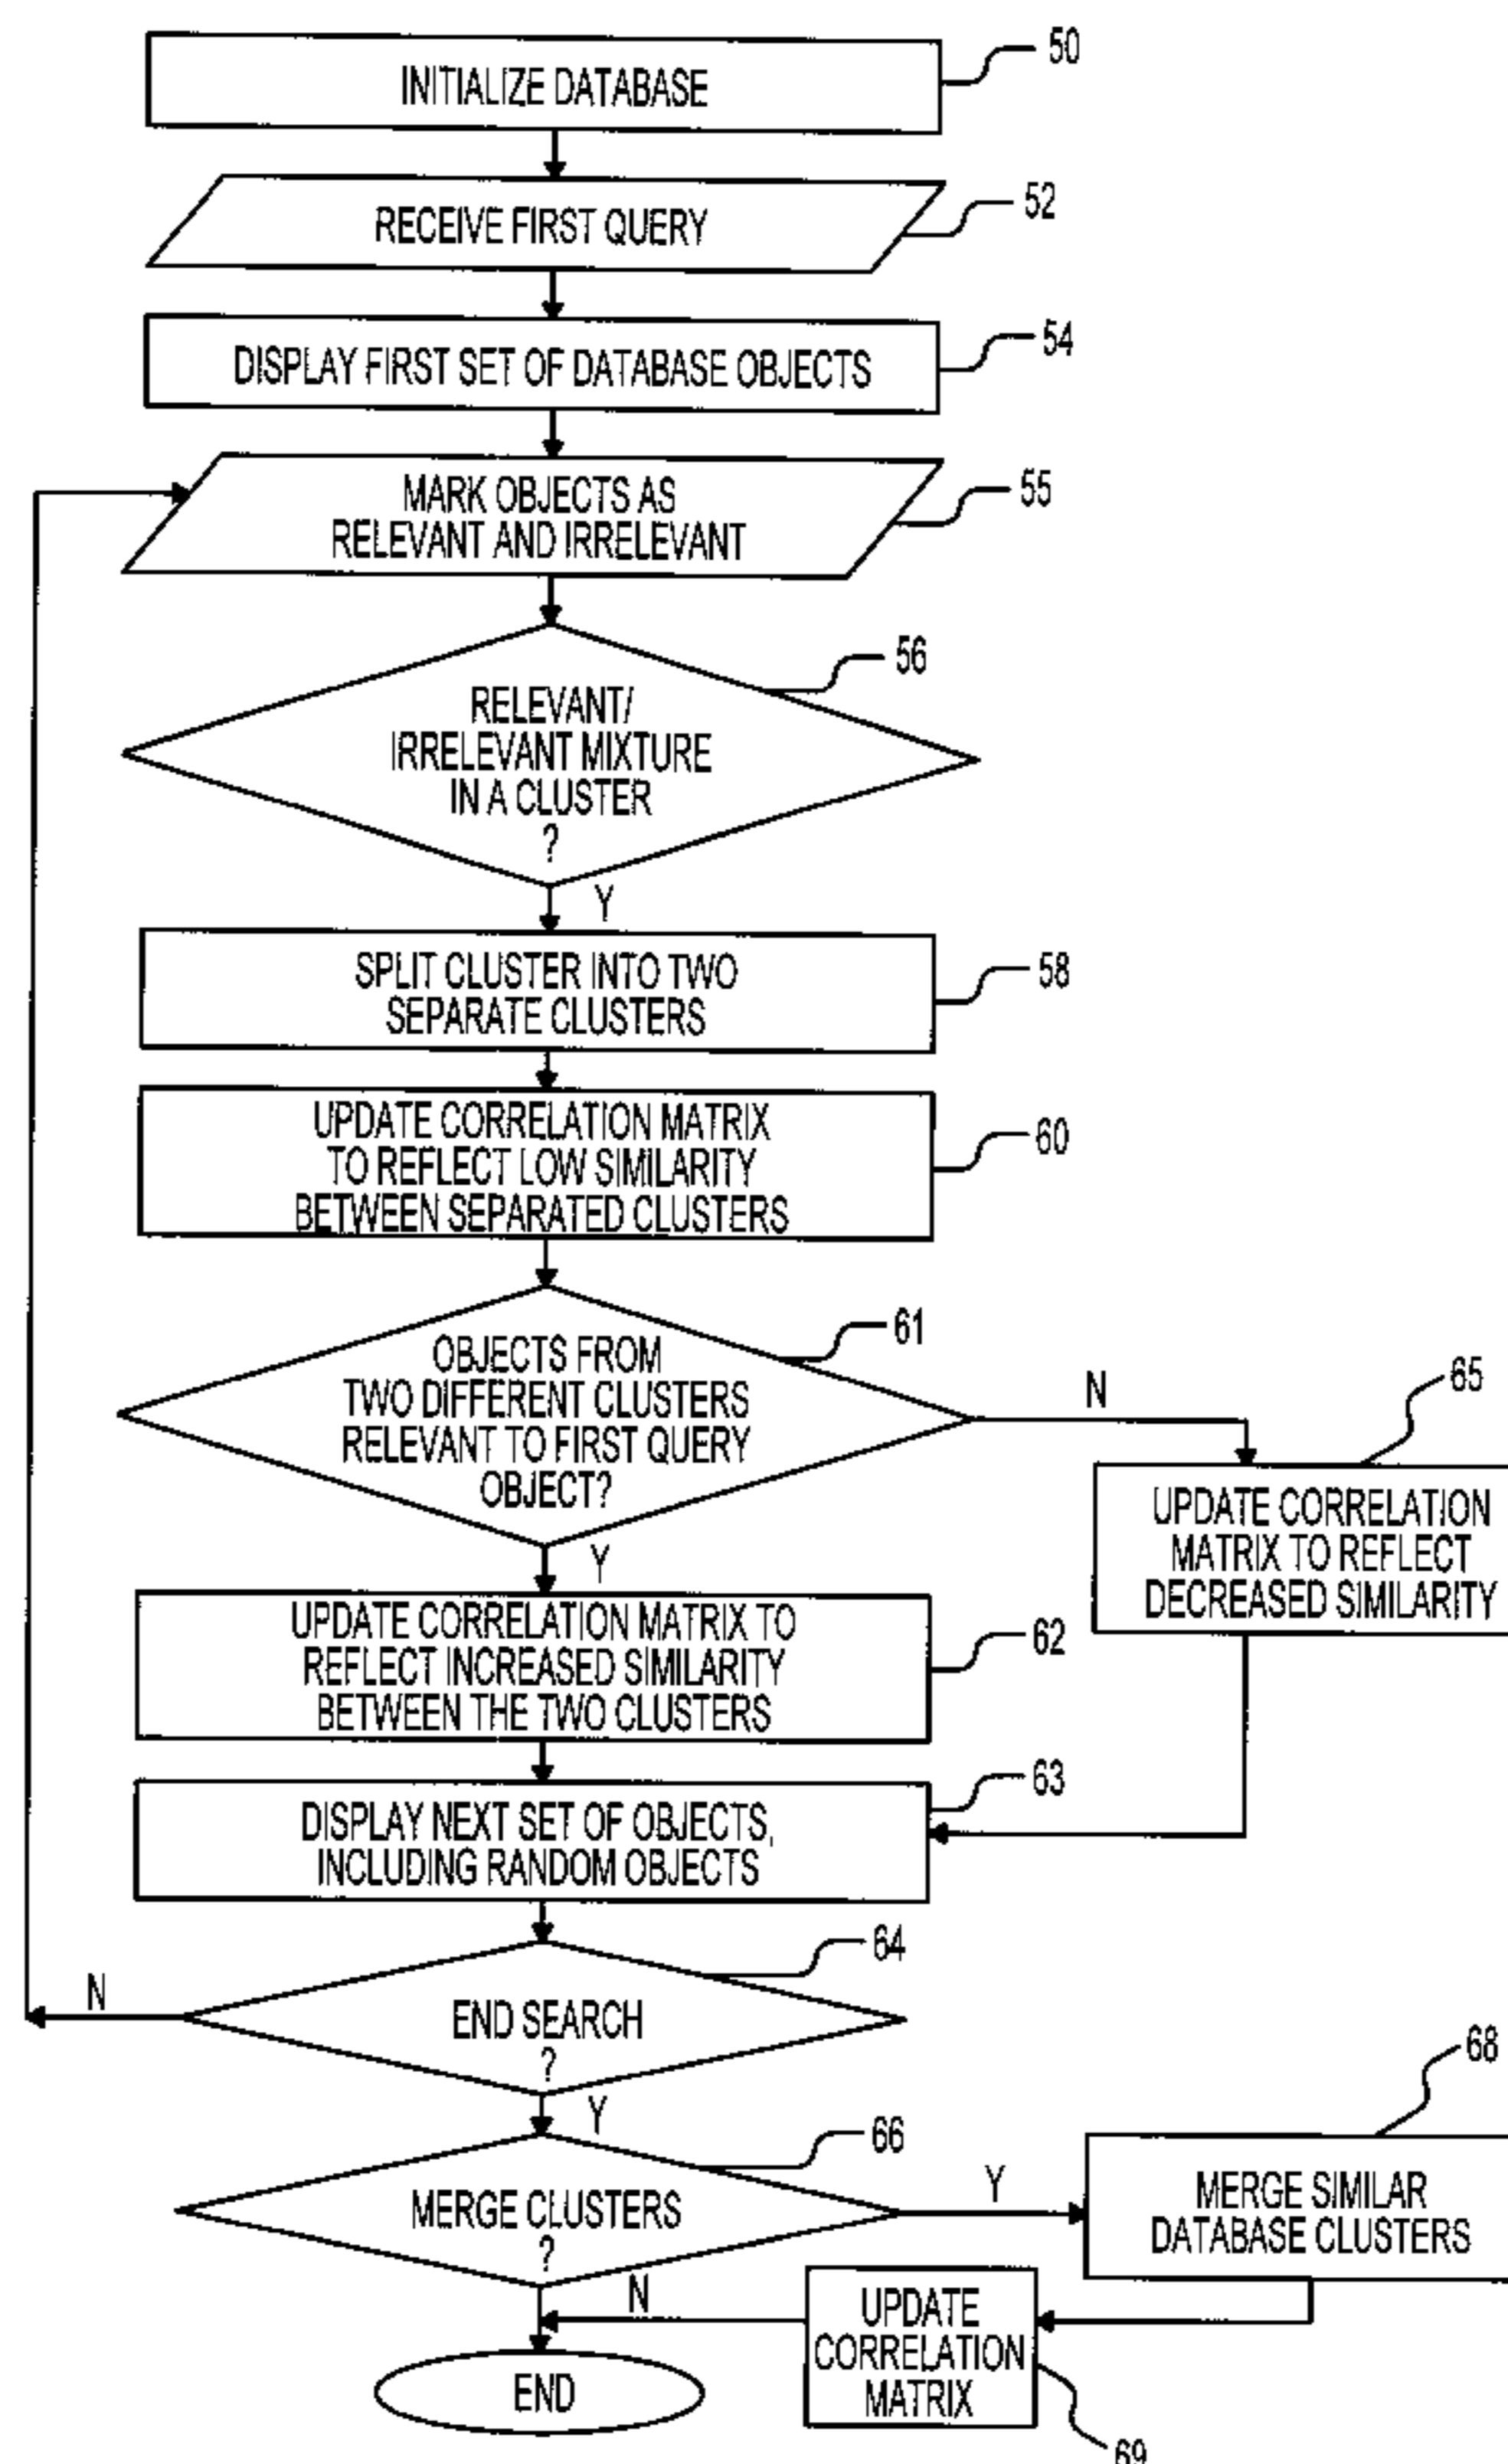 INITIALIZE DATABASE
50
RECEIVE FIRST QUERY
52
DISPLAY FIRST SET OF DATABASE OBJECTS
54
MARK OBJECTS AS
RELEVANT AND IRRELEVANT
55
RELEVANT/
IRRELEVANT MIXTURE
IN A CLUSTER
?
56
Y
SPLIT CLUSTER INTO TWO
SEPARATE CLUSTERS
58
UPDATE CORRELATION MATRIX
TO REFLECT LOW SIMILARITY
BETWEEN SEPARATED CLUSTERS
60
OBJECTS FROM
TWO DIFFERENT CLUSTERS
RELEVANT TO FIRST QUERY
OBJECT?
61
N
65
UPDATE CORRELATION
MATRIX TO REFLECT
DECREASED SIMILARITY
Y
UPDATE CORRELATION MATRIX TO
REFLECT INCREASED SIMILARITY
BETWEEN THE TWO CLUSTERS
62
DISPLAY NEXT SET OF OBJECTS,
INCLUDING RANDOM OBJECTS
63
END SEARCH
?
64
N
Y
MERGE CLUSTERS
?
66
Y
68
MERGE SIMILAR
DATABASE CLUSTERS
N
UPDATE
CORRELATION
MATRIX
69
END